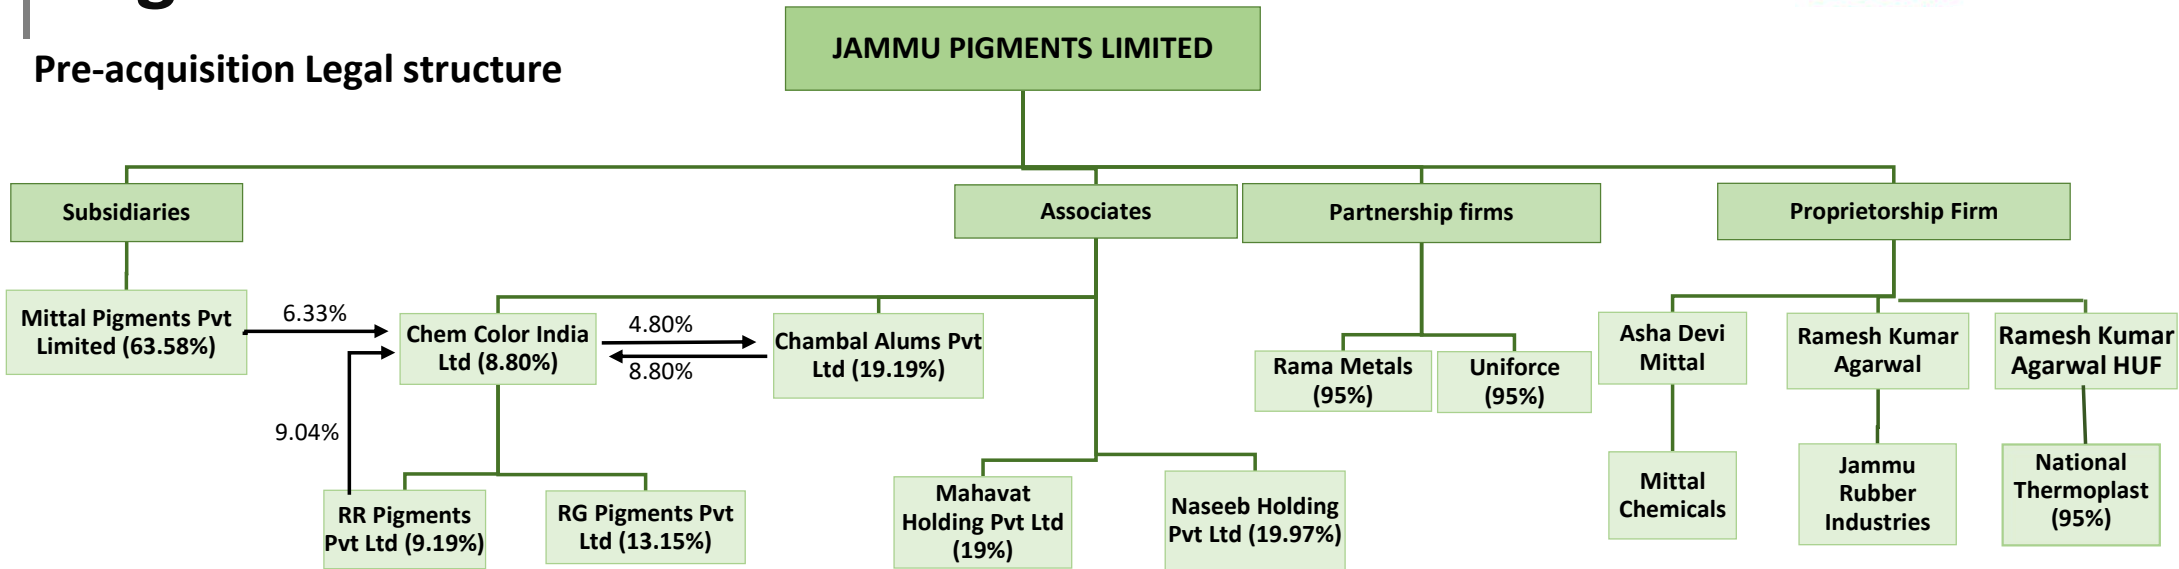 JAMMU PIGMENTS LIMITED
Pre-acquisition Legal structure
Subsidiaries
Associates
Partnership firms
Proprietorship Firm
Mittal Pigments Pvt
Limited (63.58%)
6.33%
Chem Color India
Ltd (8.80%)
4.80%
8.80%
Chambal Alums Pvt
Ltd (19.19%)
Rama Metals
(95%)
Uniforce
(95%)
Asha Devi
Mittal
Ramesh Kumar
Agarwal
Ramesh Kumar
Agarwal HUF
9.04%
RR Pigments
Pvt Ltd (9.19%)
RG Pigments Pvt
Ltd (13.15%)
Mahavat
Holding Pvt Ltd
(19%)
Naseeb Holding
Pvt Ltd (19.97%)
Mittal
Chemicals
Jammu
Rubber
Industries
National
Thermoplast
(95%)